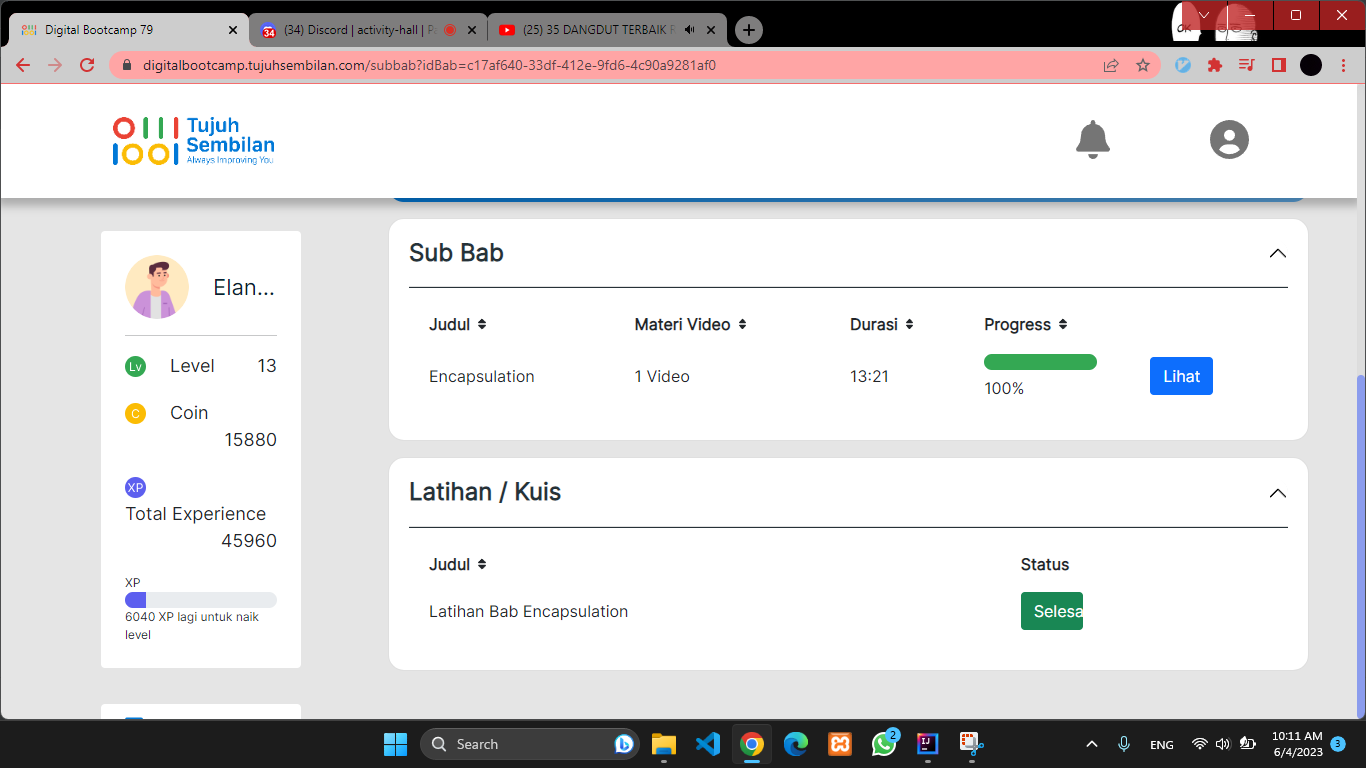 Digital Bootcamp 79
(34) Discord | activity-hall | P
(25) 35 DANGDUT TERBAIK
digitalbootcamp.tujuhsembilan.com/subbab?idBab=c17af640-33df-412e-9fd6-4c90a9281af0
Tujuh
Sembilan
Always Improving You
Elan...
Lv Level 13
C Coin
15880
XP
Total Experience
45960
XP
6040 XP lagi untuk naik
level
Sub Bab
Judul Materi Video Durasi Progress
Encapsulation 1 Video 13:21 100% Lihat
Latihan / Kuis
Judul Status
Latihan Bab Encapsulation Selesa
Search
2
IJ
ENG
10:11 AM
6/4/2023
3